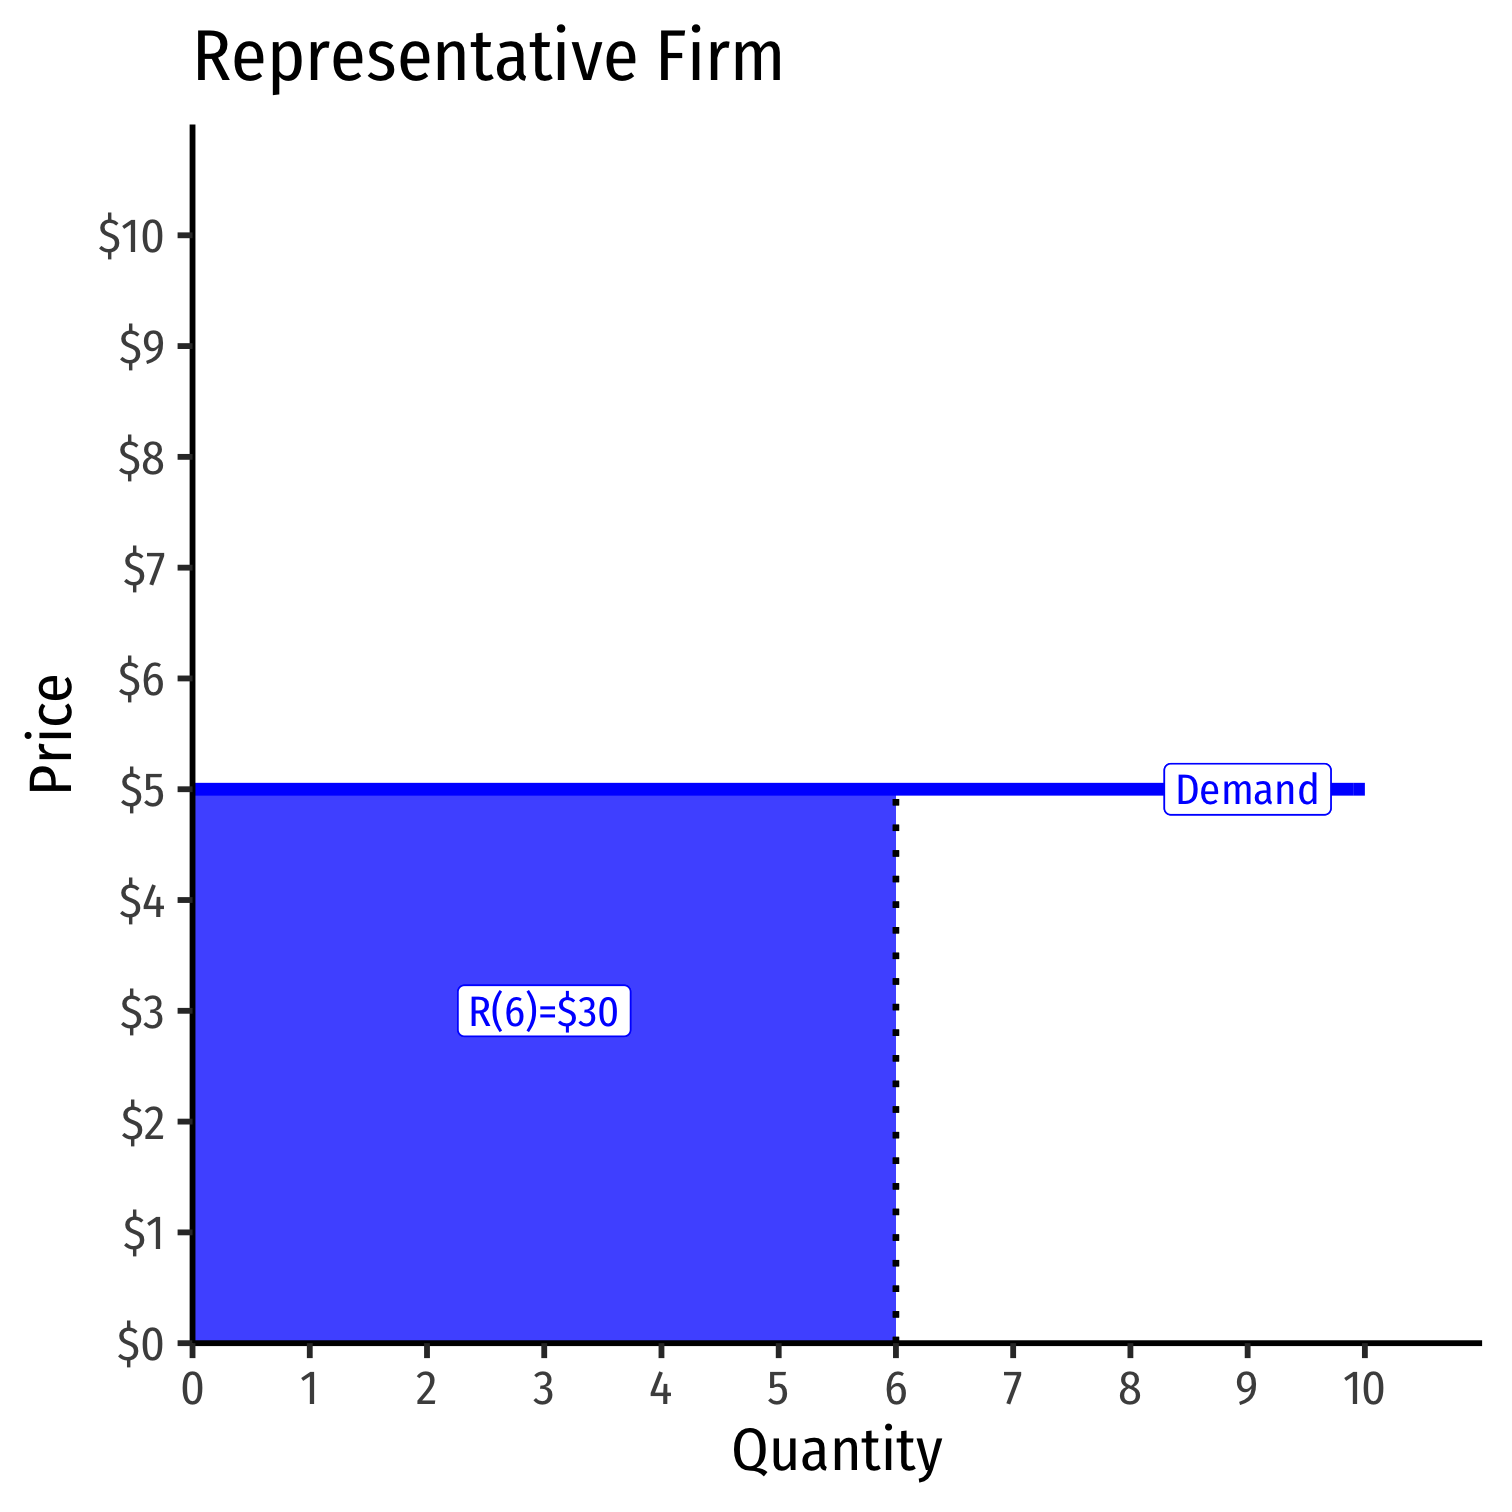 Representative Firm
Price
$10
$9
$8
$7
$6
$5
$4
$3
$2
$1
$0
Demand
R(6)=$30
0 1 2 3 4 5 6 7 8 9 10
Quantity